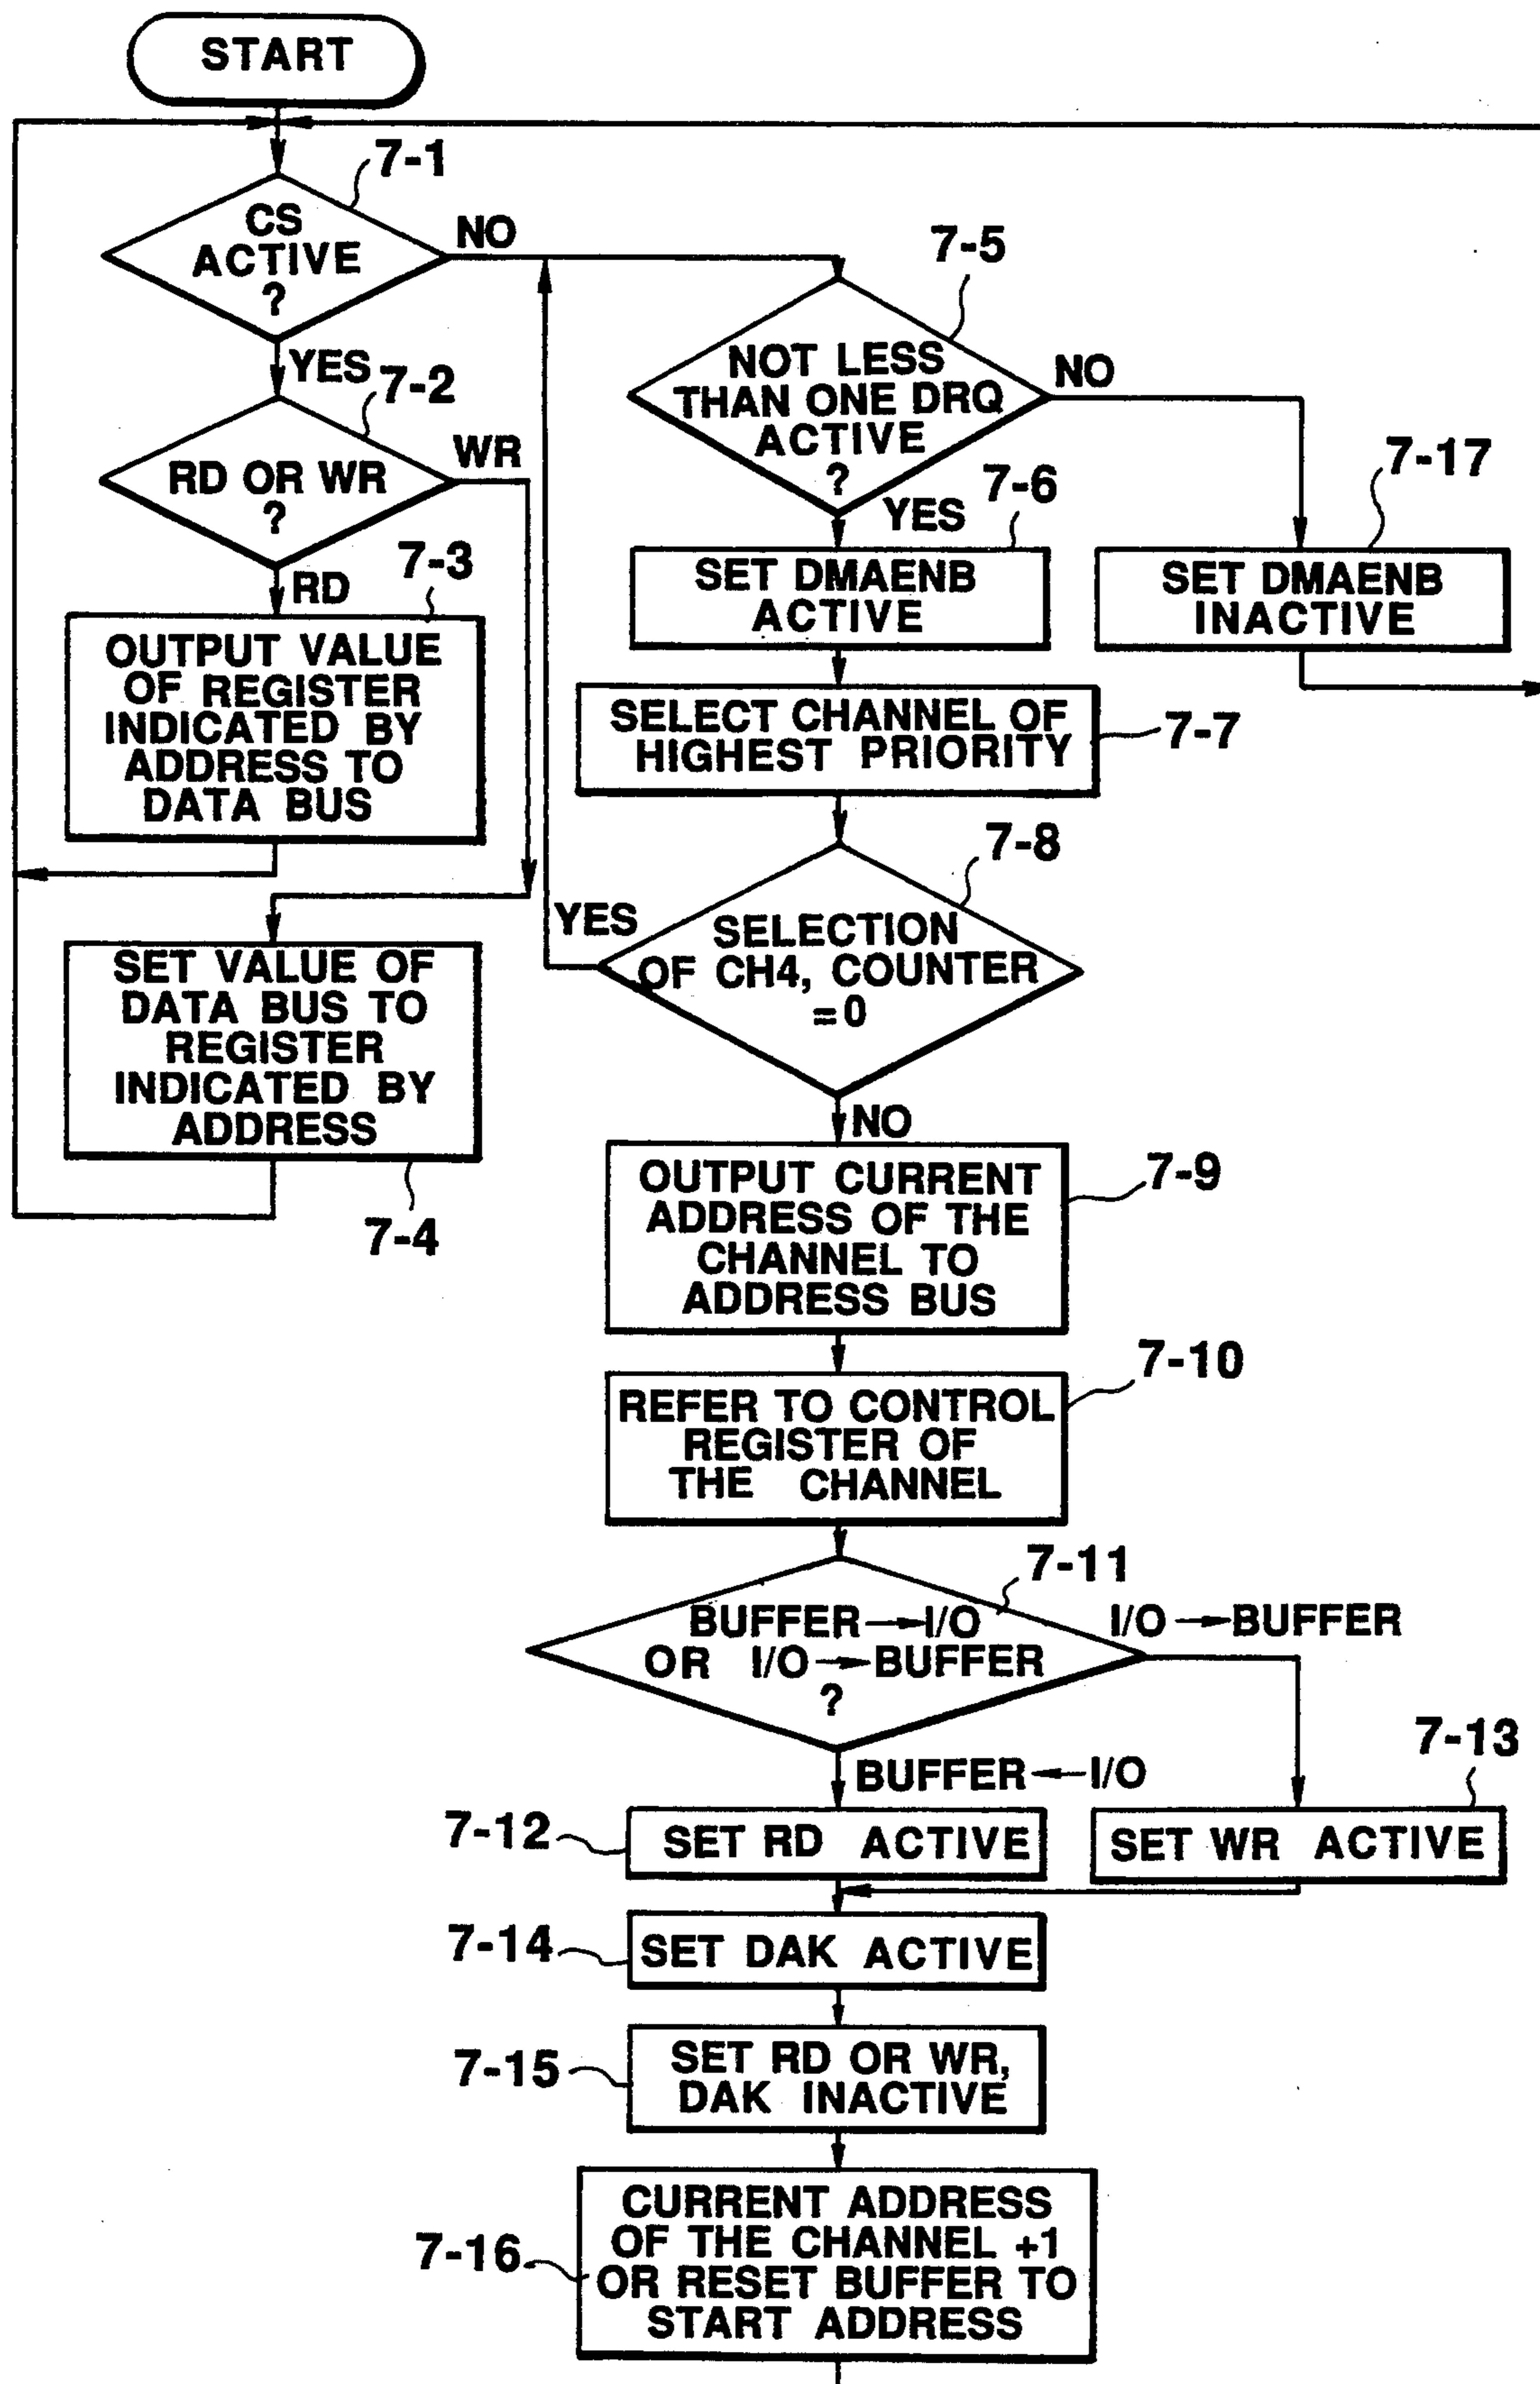 START
7-1
CS
ACTIVE
?
NO
YES
7-2
RD OR WR
?
WR
RD
7-3
OUTPUT VALUE
OF REGISTER
INDICATED BY
ADDRESS TO
DATA BUS
SET VALUE OF
DATA BUS TO
REGISTER
INDICATED BY
ADDRESS
7-4
7-5
NOT LESS
THAN ONE DRQ
ACTIVE
?
NO
YES
7-6
SET DMAENB
ACTIVE
7-17
SET DMAENB
INACTIVE
SELECT CHANNEL OF
HIGHEST PRIORITY
7-7
7-8
YES
SELECTION
OF CH4, COUNTER
=0
NO
OUTPUT CURRENT
ADDRESS OF THE
CHANNEL TO
ADDRESS BUS
7-9
7-10
REFER TO CONTROL
REGISTER OF
THE CHANNEL
7-11
BUFFER→I/O
OR I/O→BUFFER
?
I/O→BUFFER
BUFFER←I/O
7-12
SET RD ACTIVE
7-13
SET WR ACTIVE
7-14
SET DAK ACTIVE
7-15
SET RD OR WR,
DAK INACTIVE
7-16
CURRENT ADDRESS
OF THE CHANNEL +1
OR RESET BUFFER TO
START ADDRESS